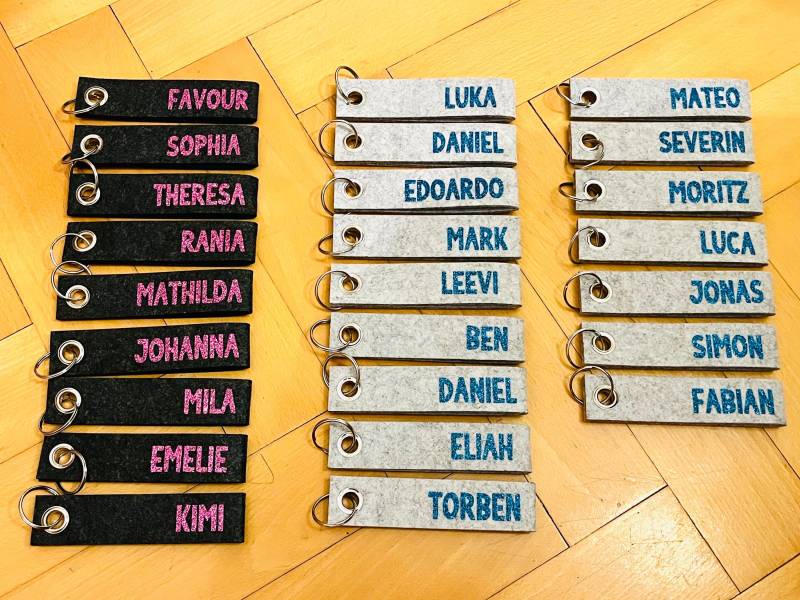 FAVOUR
SOPHIA
THERESA
RANIA
MATHILDA
JOHANNA
MILA
EMELIE
KIMI
LUKA
DANIEL
EDOARDO
MARK
LEEVI
BEN
DANIEL
ELIAH
TORBEN
MATEO
SEVERIN
MORITZ
LUCA
JONAS
SIMON
FABIAN